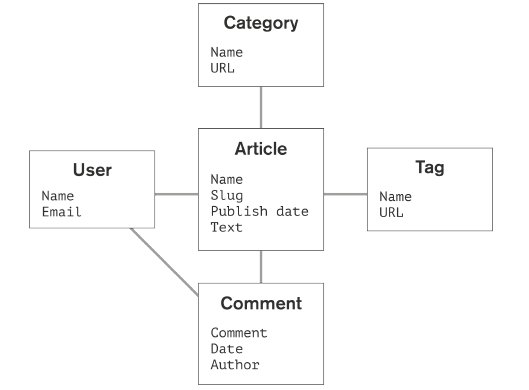 Category
Name
URL
Article
Name
Slug
Publish date
Text
User
Name
Email
Tag
Name
URL
Comment
Comment
Date
Author